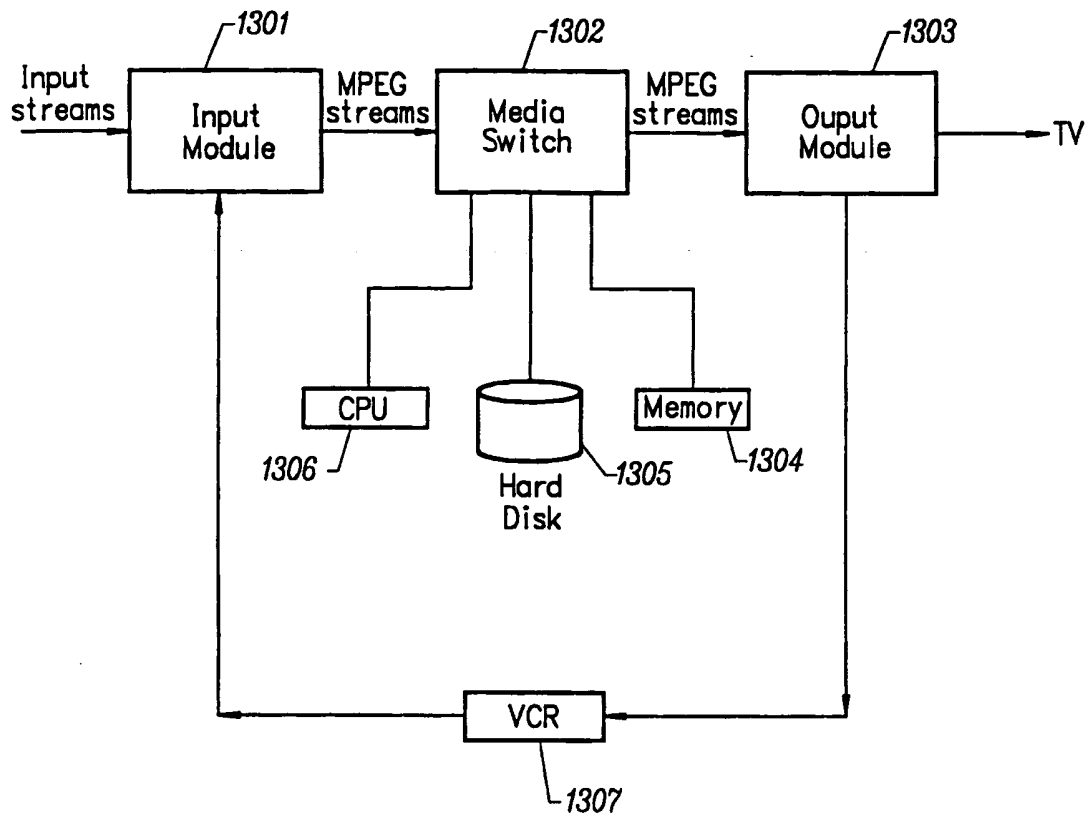 1301
1302
1303
Input
streams
Input
Module
MPEG
streams
Media
Switch
MPEG
streams
Ouput
Module
TV
CPU
1306
Hard
Disk
1305
Memory
1304
VCR
1307